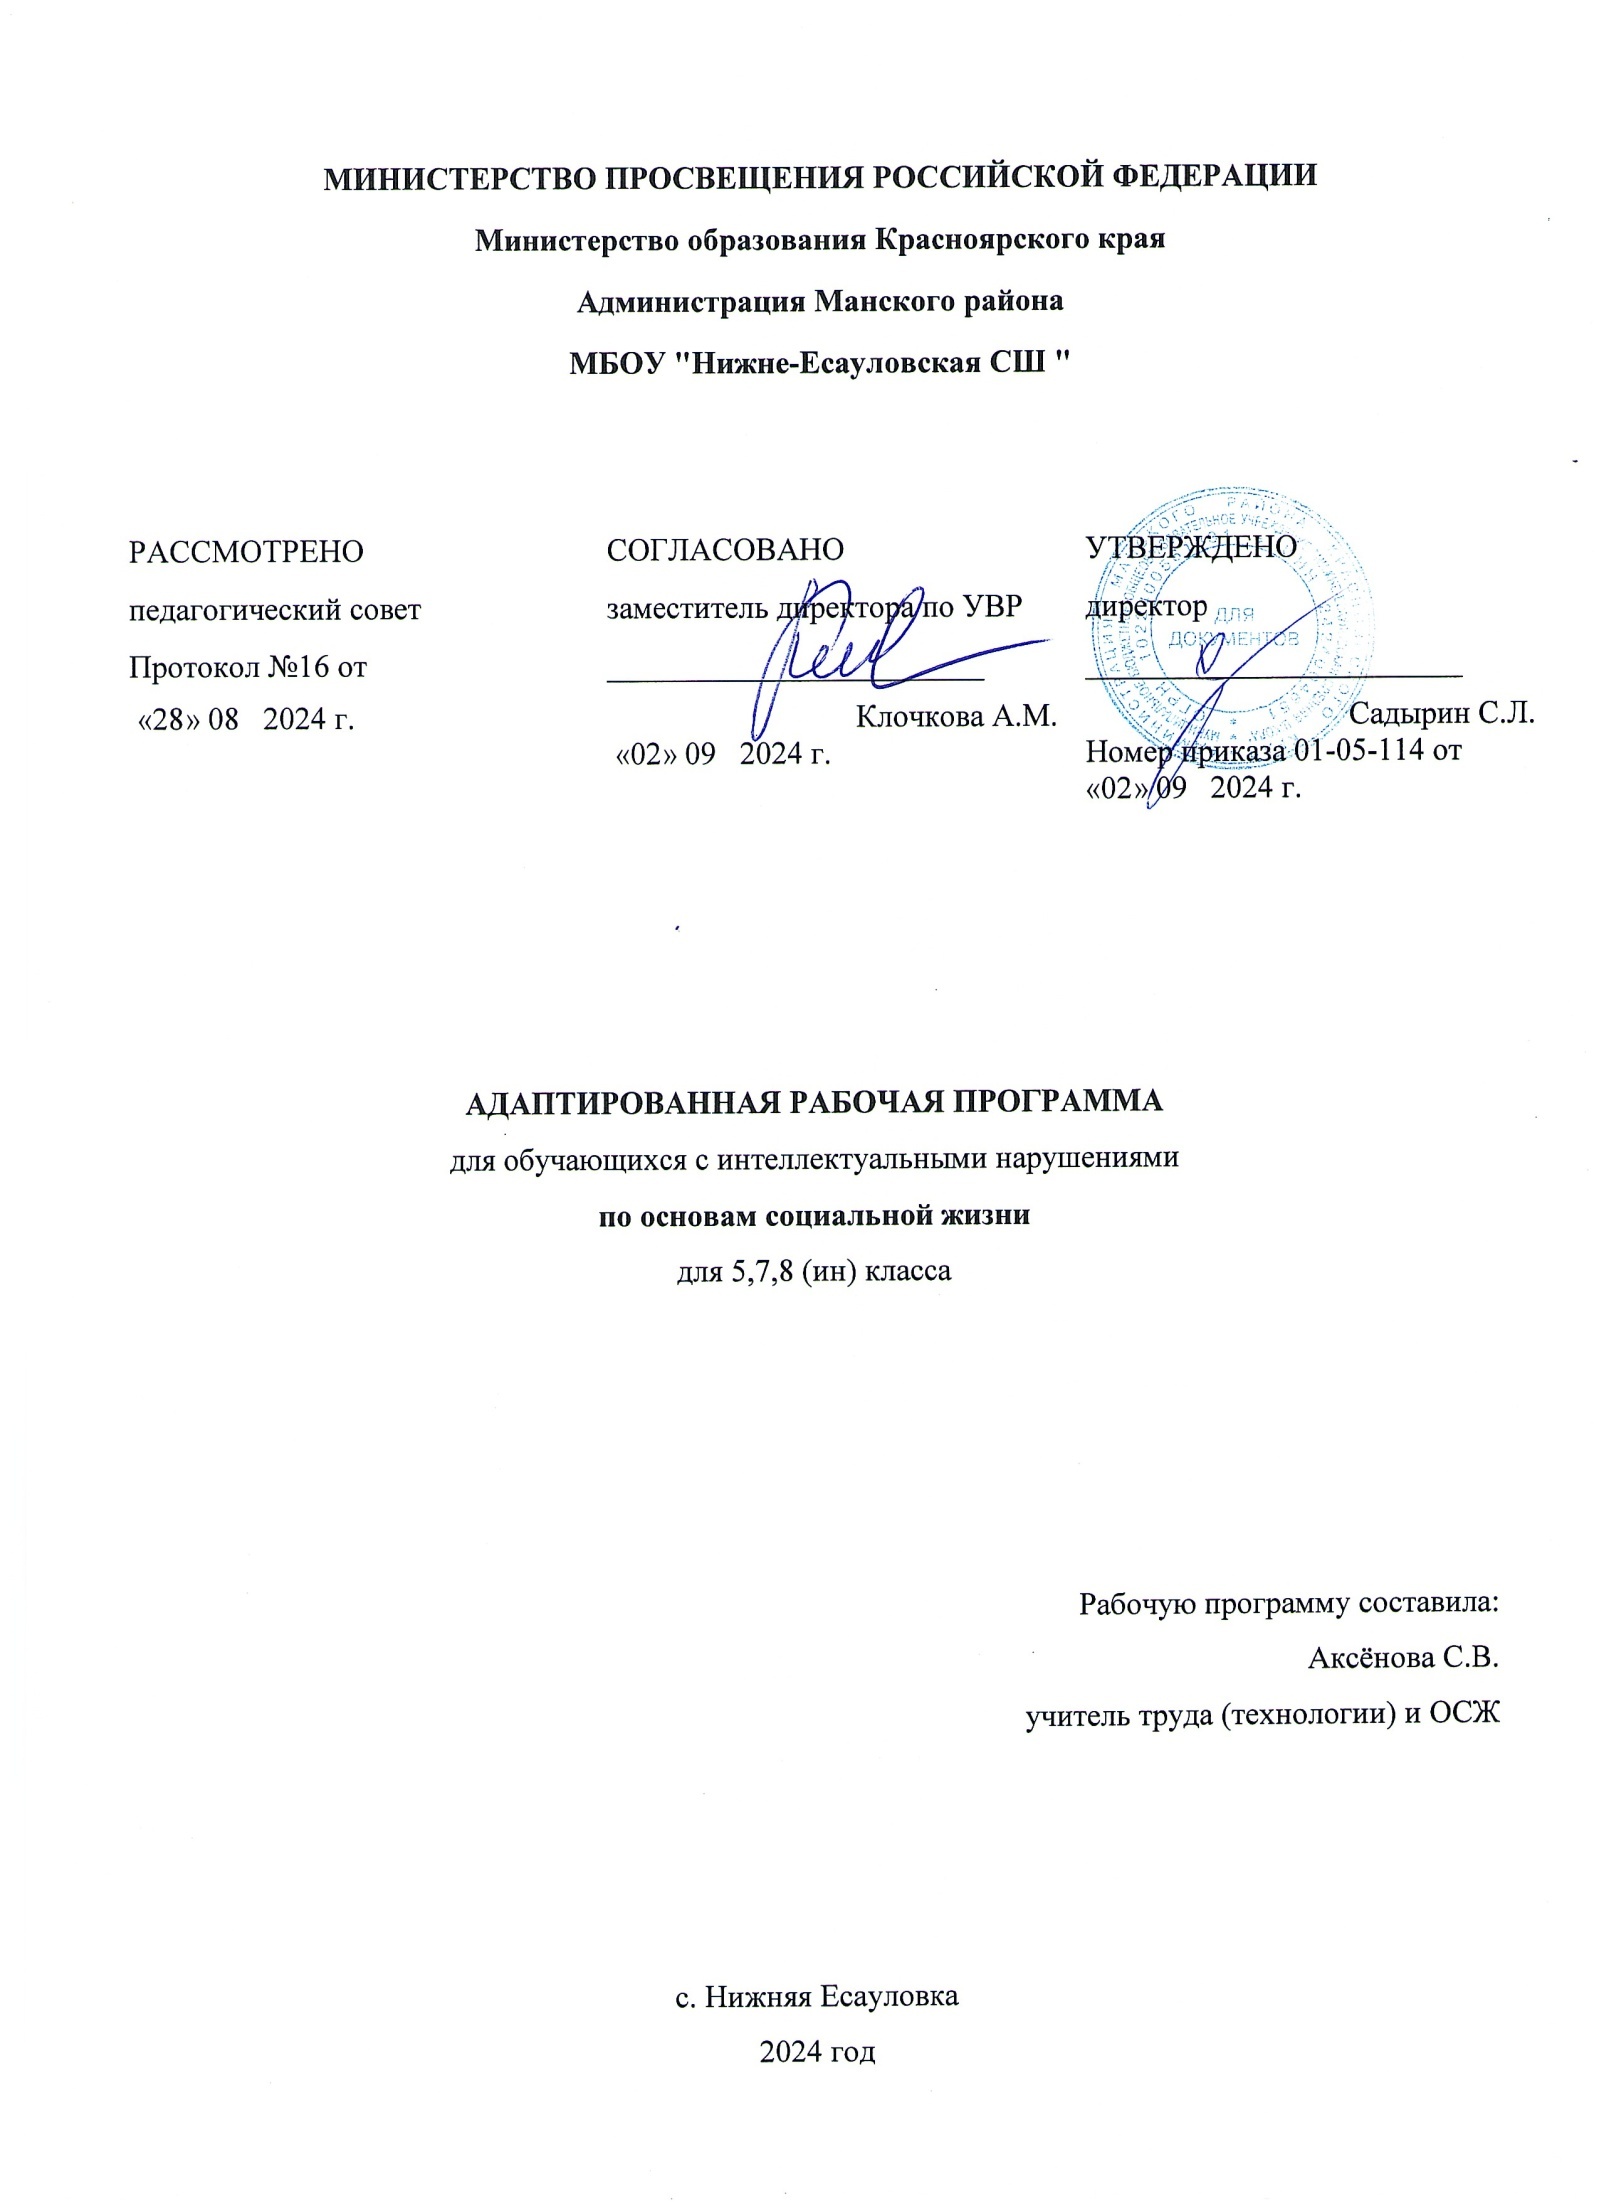 МИНИСТЕРСТВО ПРОСВЕЩЕНИЯ РОССИЙСКОЙ ФЕДЕРАЦИИ
Министерство образования Красноярского края
Администрация Манского района
МБОУ "Нижне-Есауловская СШ "
РАССМОТРЕНО
педагогический совет
Протокол №16 от
«28» 08 2024 г.
СОГЛАСОВАНО
заместитель директора по УВР
Клочкова А.М.
«02» 09 2024 г.
УТВЕРЖДЕНО
директор
Садырин С.Л.
Номер приказа 01-05-114 от
«02» 09 2024 г.
ДЛЯ
ДОКУМЕНТОВ
АДАПТИРОВАННАЯ РАБОЧАЯ ПРОГРАММА
для обучающихся с интеллектуальными нарушениями
по основам социальной жизни
для 5,7,8 (ин) класса
Рабочую программу составила:
Аксёнова С.В.
учитель труда (технологии) и ОСЖ
с. Нижняя Есауловка
2024 год